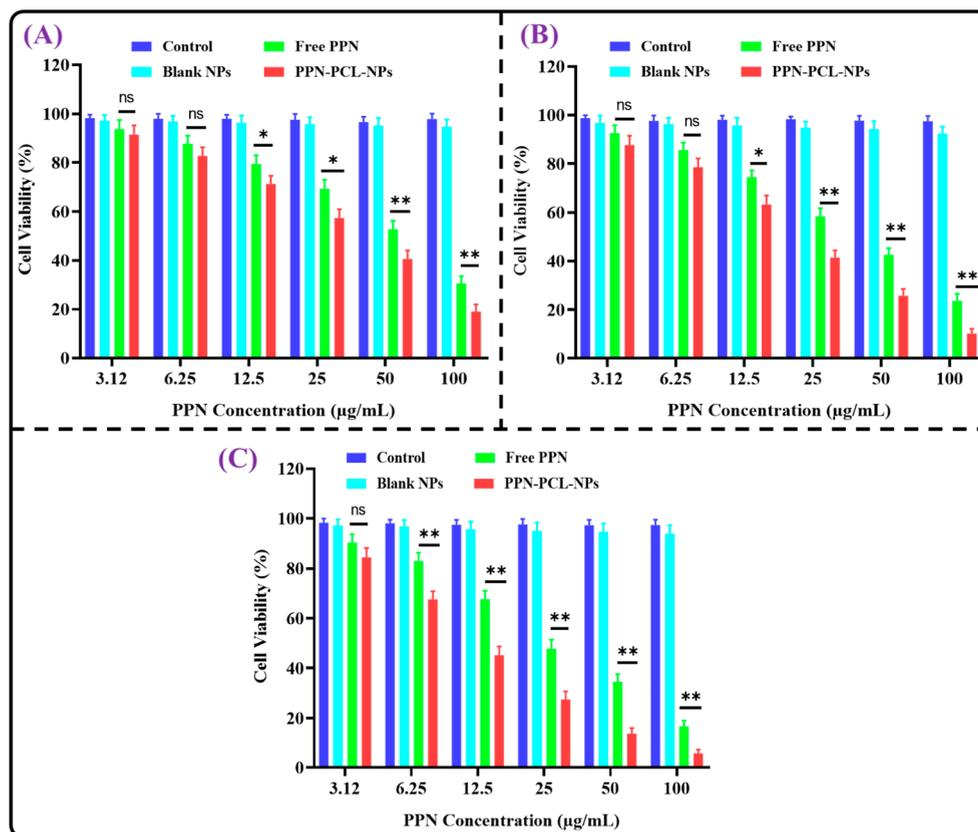 (A)
Control
Free PPN
Blank NPs
PPN-PCL-NPs
Cell Viability (%)
120
100
80
60
40
20
0
ns
ns
*
*
**
**
3.12 6.25 12.5 25 50 100
PPN Concentration (µg/mL)
(B)
Control
Free PPN
Blank NPs
PPN-PCL-NPs
Cell Viability (%)
120
100
80
60
40
20
0
ns
ns
*
**
**
**
3.12 6.25 12.5 25 50 100
PPN Concentration (µg/mL)
(C)
Control
Free PPN
Blank NPs
PPN-PCL-NPs
Cell Viability (%)
120
100
80
60
40
20
0
ns
**
**
**
**
**
3.12 6.25 12.5 25 50 100
PPN Concentration (µg/mL)